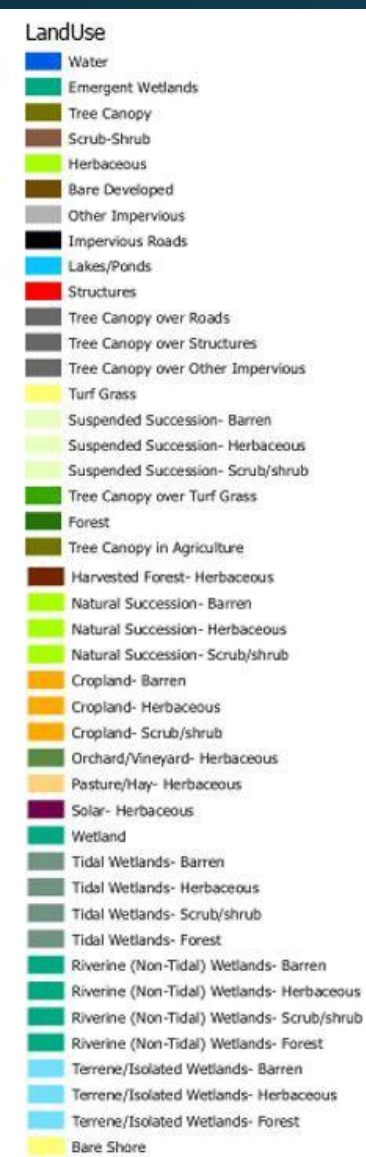 LandUse
Water
Emergent Wetlands
Tree Canopy
Scrub-Shrub
Herbaceous
Bare Developed
Other Impervious
Impervious Roads
Lakes/Ponds
Structures
Tree Canopy over Roads
Tree Canopy over Structures
Tree Canopy over Other Impervious
Turf Grass
Suspended Succession- Barren
Suspended Succession- Herbaceous
Suspended Succession- Scrub/shrub
Tree Canopy over Turf Grass
Forest
Tree Canopy in Agriculture
Harvested Forest- Herbaceous
Natural Succession- Barren
Natural Succession- Herbaceous
Natural Succession- Scrub/shrub
Cropland- Barren
Cropland- Herbaceous
Cropland- Scrub/shrub
Orchard/Vineyard- Herbaceous
Pasture/Hay- Herbaceous
Solar- Herbaceous
Wetland
Tidal Wetlands- Barren
Tidal Wetlands- Herbaceous
Tidal Wetlands- Scrub/shrub
Tidal Wetlands- Forest
Riverine (Non-Tidal) Wetlands- Barren
Riverine (Non-Tidal) Wetlands- Herbaceous
Riverine (Non-Tidal) Wetlands- Scrub/shrub
Riverine (Non-Tidal) Wetlands- Forest
Terrene/Isolated Wetlands- Barren
Terrene/Isolated Wetlands- Herbaceous
Terrene/Isolated Wetlands- Forest
Bare Shore